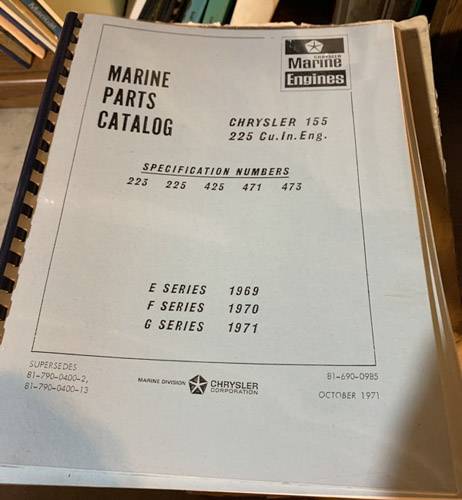 CHRYSLER
Marine
Engines
MARINE
PARTS
CATALOG
CHRYSLER 155
225 Cu.In.Eng.
SPECIFICATION NUMBERS
223 225 425 471 473
E SERIES 1969
F SERIES 1970
G SERIES 1971
SUPERSEDES
81-790-0400-2,
81-790-0400-13
MARINE DIVISION CHRYSLER
CORPORATION
81-690-0985
OCTOBER 1971